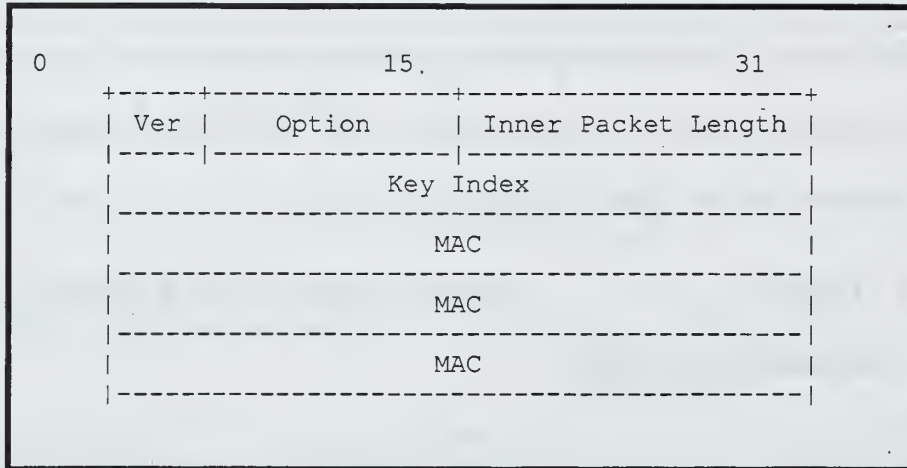 0 15. 31
+-----+---------------+---------------------+
| Ver | Option | Inner Packet Length |
|-----|---------------|---------------------|
| Key Index |
|-------------------------------------------|
| MAC |
|-------------------------------------------|
| MAC |
|-------------------------------------------|
| MAC |
|-------------------------------------------|